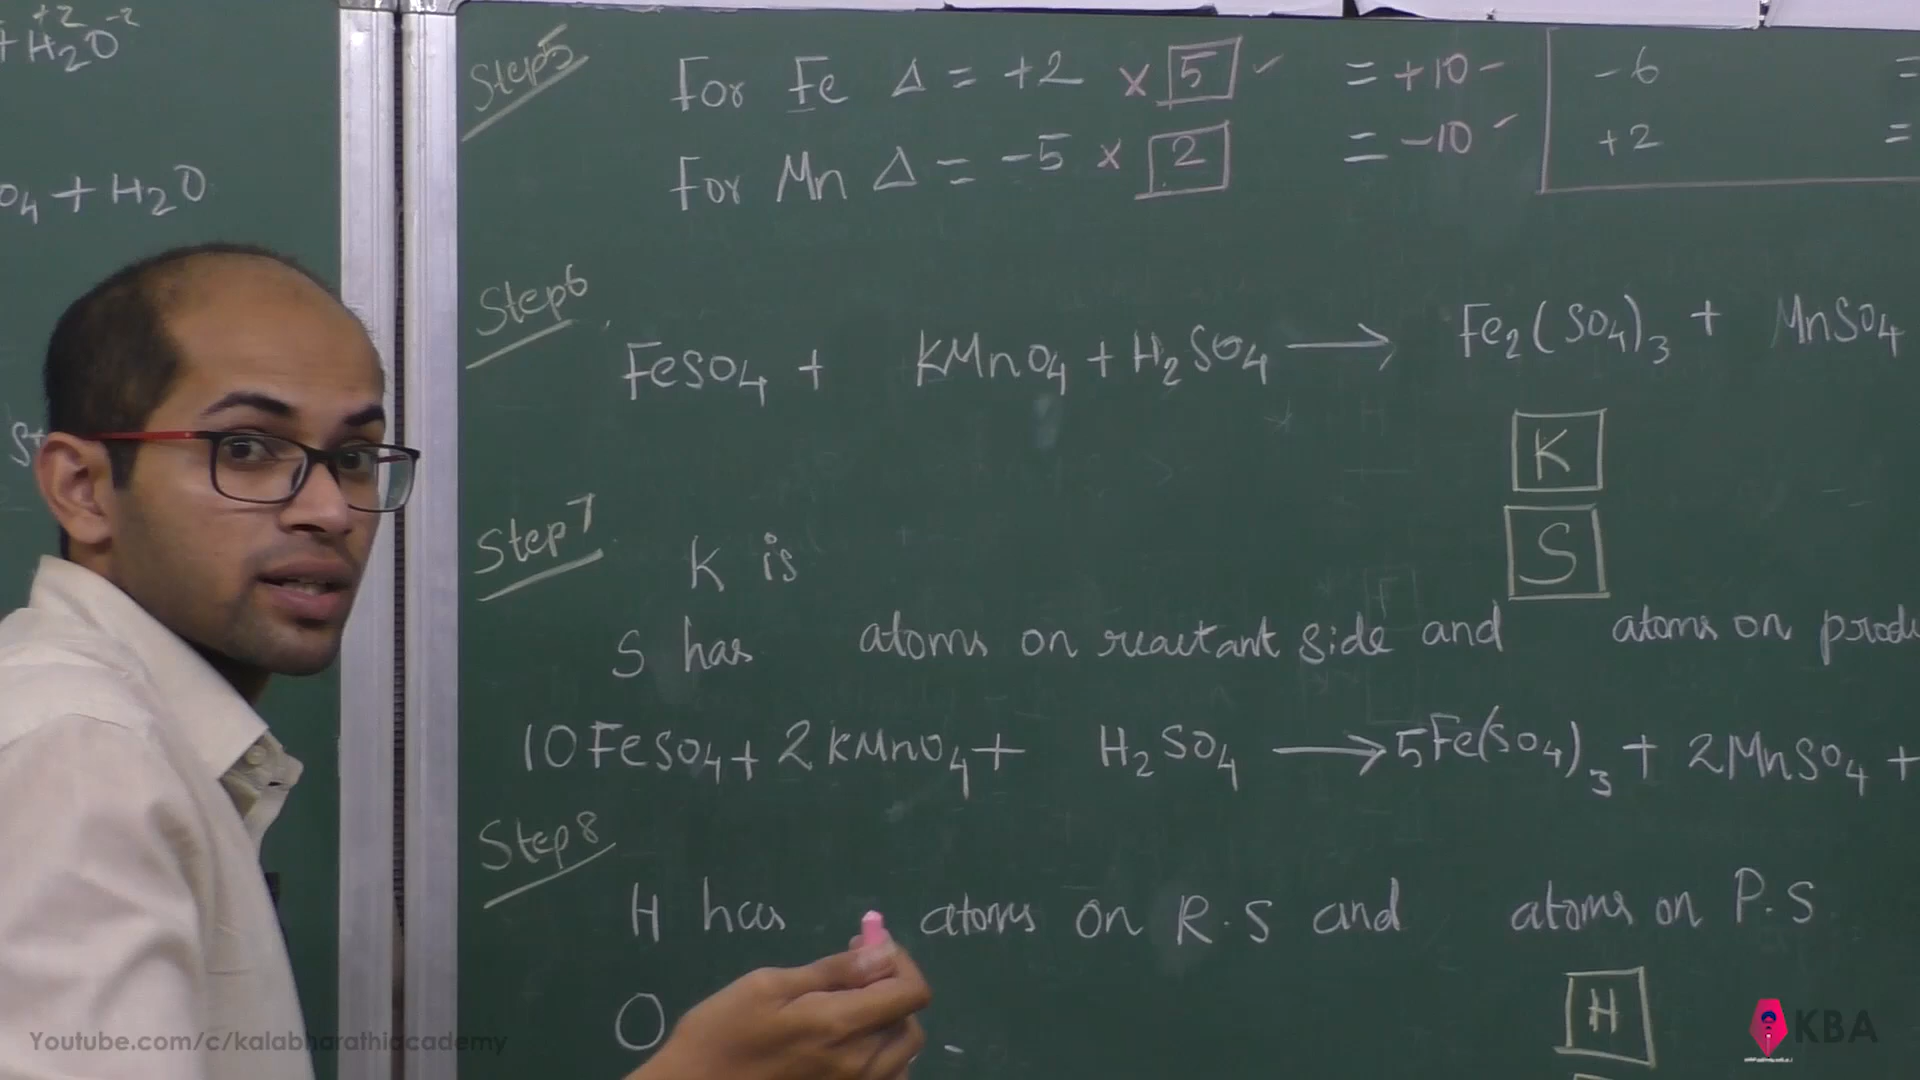 +2 -2
+ H2O
O4 + H2O
St
Step5
For Fe Δ = +2 × 5 ✓ = +10 -
For Mn Δ = -5 × 2 = -10 -
-6 =
+2 =
Step6
FeSO4 + KMnO4 + H2SO4 ⟶ Fe2(SO4)3 + MnSO4
K
S
Step7
K is
S has atoms on reactant side and atoms on produ
10FeSO4 + 2KMnO4 + H2SO4 ⟶ 5Fe(SO4)3 + 2MnSO4 +
Step8
H has atoms on R.S and atoms on P.S
H
O
Youtube.com/c/kalabharathiacademy
KBA